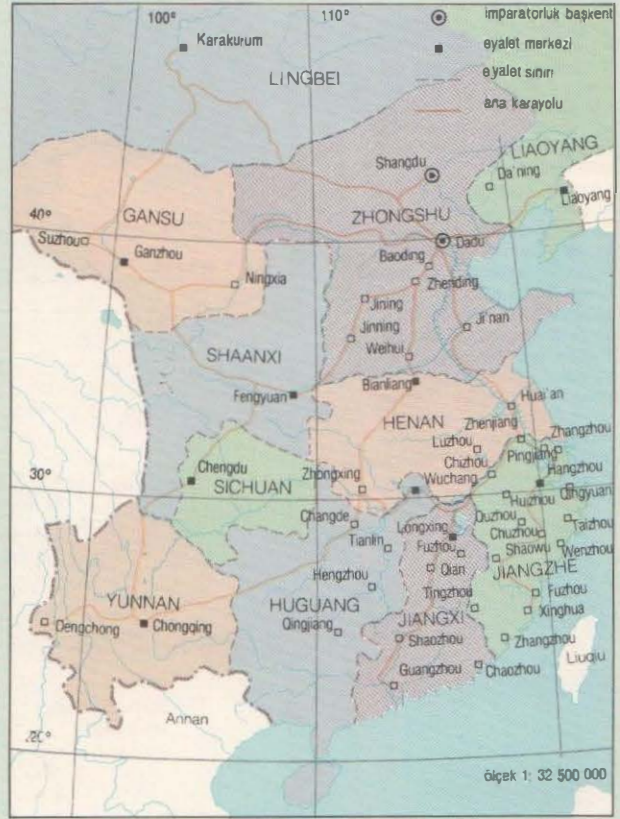 100°
110°
imparatorluk başkent
eyalet merkezi
eyalet sınırı
ana karayolu
Karakurum
LINGBEI
LIAOYANG
Shangdu
Da'ning
Liaoyang
GANSU
ZHONGSHU
40°
Suzhou
Ganzhou
Dadu
Baoding
Ningxia
Zhending
Jining
Ji'nan
Jinning
SHAANXI
Weihui
Fengyuan
Bianliang
Huai'an
HENAN
Zhenjiang
Zhangzhou
Luzhou
Pingjiang
Chengdu
Chizhou
Zhongxing
Hangzhou
30°
SICHUAN
Wuchang
Huizhou
Qingyuan
Changde
Longxing
Quzhou
Taizhou
Tianlin
Chuzhou
Fuzhou
Shaowu
Wenzhou
Qian
JIANGZHE
Hengzhou
Tingzhou
Fuzhou
YUNNAN
HUGUANG
JIANGXI
Xinghua
Dengchong
Chongqing
Qingjiang
Shaozhou
Zhangzhou
Liuqiu
Guangzhou
Chaozhou
Annan
20°
ölçek 1: 32 500 000